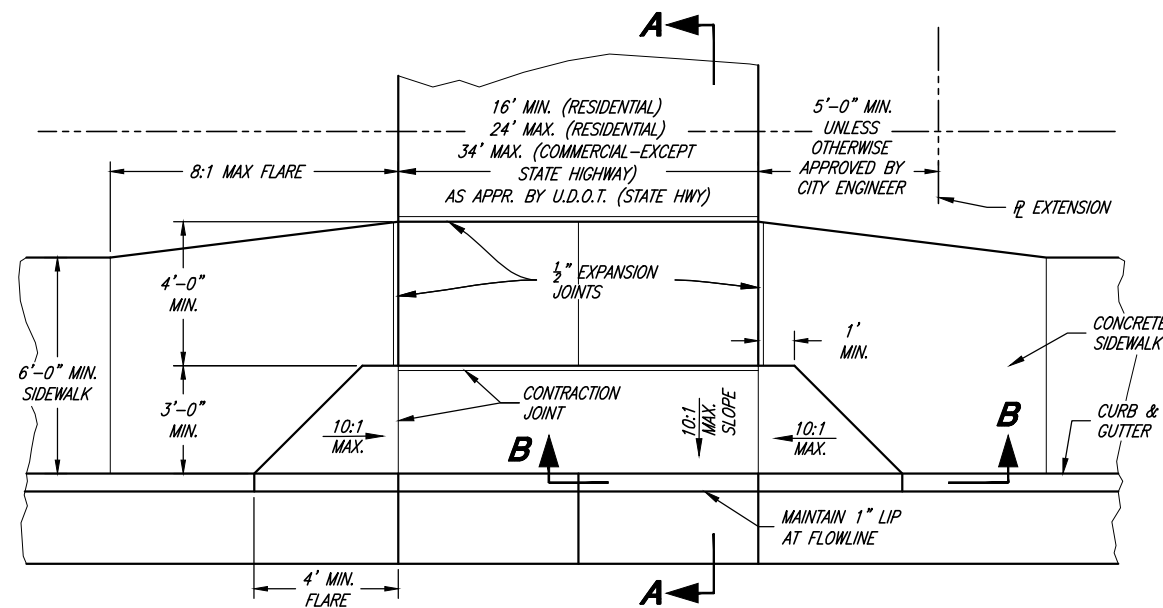 A
16' MIN. (RESIDENTIAL)
24' MAX. (RESIDENTIAL)
34' MAX. (COMMERCIAL-EXCEPT
STATE HIGHWAY)
AS APPR. BY U.D.O.T. (STATE HWY)
5'-0" MIN.
UNLESS
OTHERWISE
APPROVED BY
CITY ENGINEER
8:1 MAX FLARE
PL EXTENSION
1/2" EXPANSION
JOINTS
4'-0"
MIN.
1'
MIN.
CONCRETE
SIDEWALK
6'-0" MIN.
SIDEWALK
3'-0"
MIN.
CONTRACTION
JOINT
10:1
MAX.
SLOPE
10:1
MAX.
10:1
MAX.
B
B
CURB &
GUTTER
MAINTAIN 1" LIP
AT FLOWLINE
4' MIN.
FLARE
A